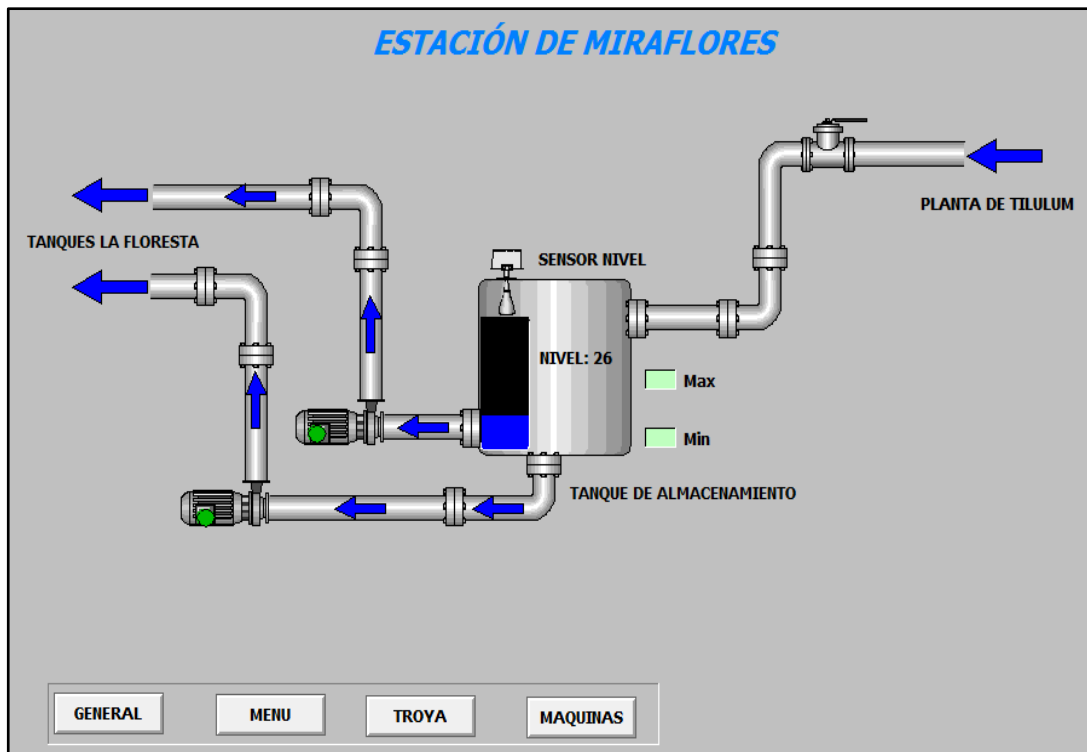 ESTACIÓN DE MIRAFLORES
PLANTA DE TILULUM
TANQUES LA FLORESTA
SENSOR NIVEL
NIVEL: 26
Max
Min
TANQUE DE ALMACENAMIENTO
GENERAL
MENU
TROYA
MAQUINAS